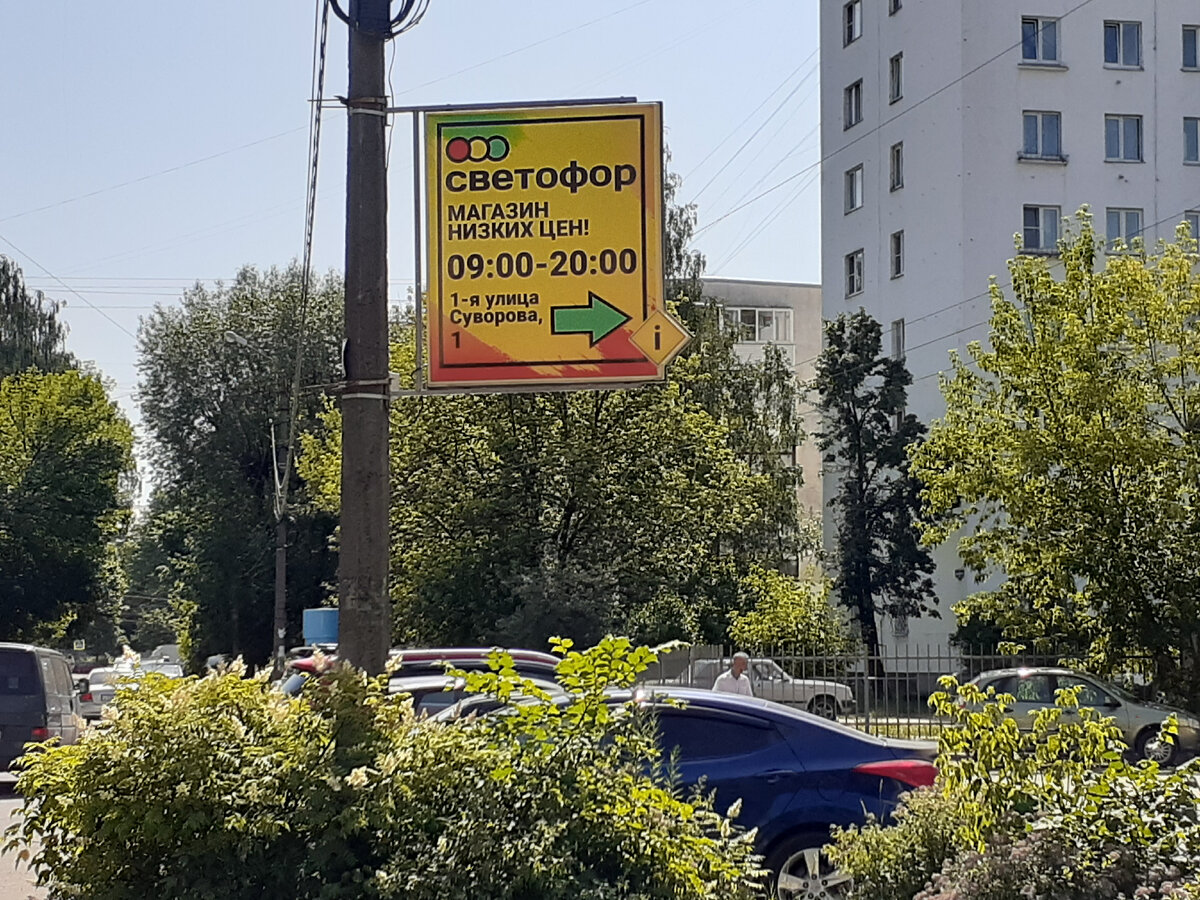 светофор
МАГАЗИН
НИЗКИХ ЦЕН!
09:00-20:00
1-я улица
Суворова,
1
i